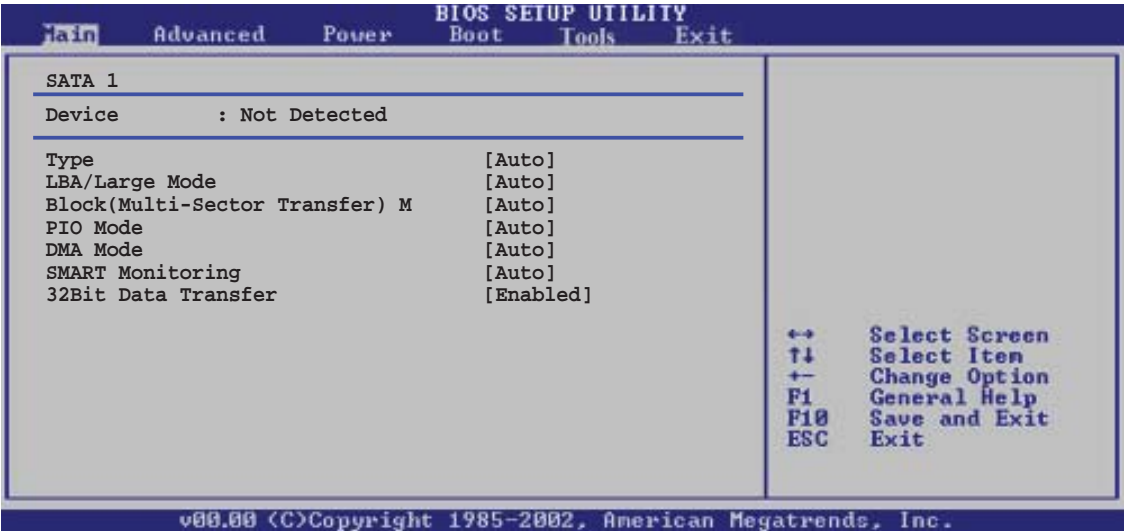 BIOS SETUP UTILITY
Main Advanced Power Boot Tools Exit
SATA 1
Device : Not Detected
Type [Auto]
LBA/Large Mode [Auto]
Block(Multi-Sector Transfer) M [Auto]
PIO Mode [Auto]
DMA Mode [Auto]
SMART Monitoring [Auto]
32Bit Data Transfer [Enabled]
↔ Select Screen
↑↓ Select Item
+- Change Option
F1 General Help
F10 Save and Exit
ESC Exit
v00.00 (C)Copyright 1985-2002, American Megatrends, Inc.